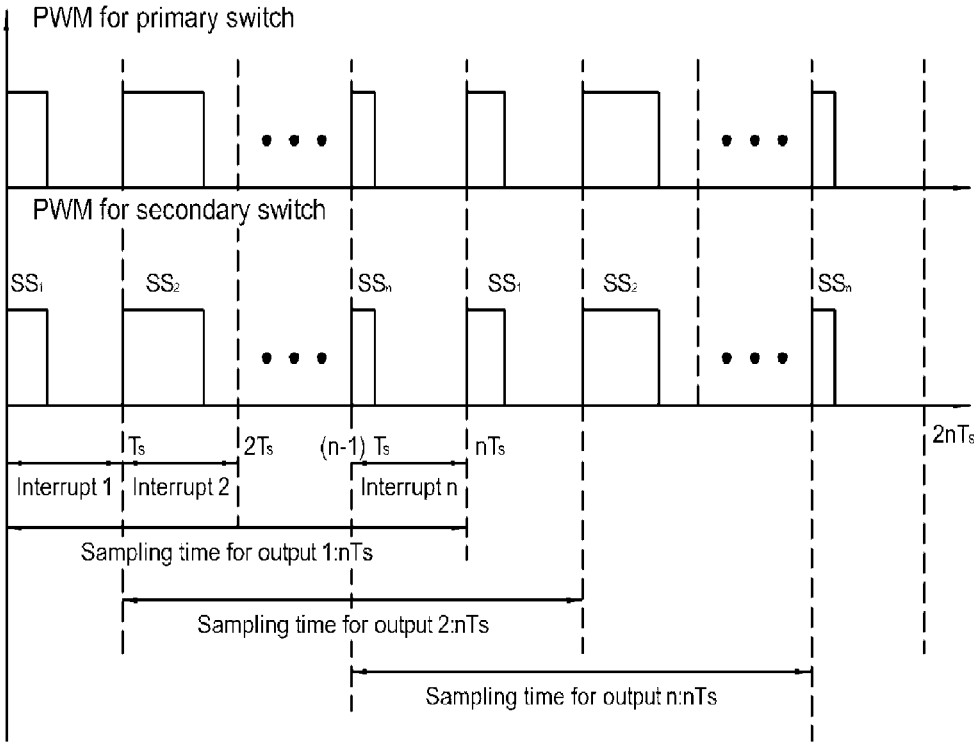 PWM for primary switch
PWM for secondary switch
SS₁ SS₂ SSₙ SS₁ SS₂ SSₙ
Tₛ 2Tₛ (n-1) Tₛ nTₛ 2nTₛ
Interrupt 1 Interrupt 2 Interrupt n
Sampling time for output 1:nTs
Sampling time for output 2:nTs
Sampling time for output n:nTs